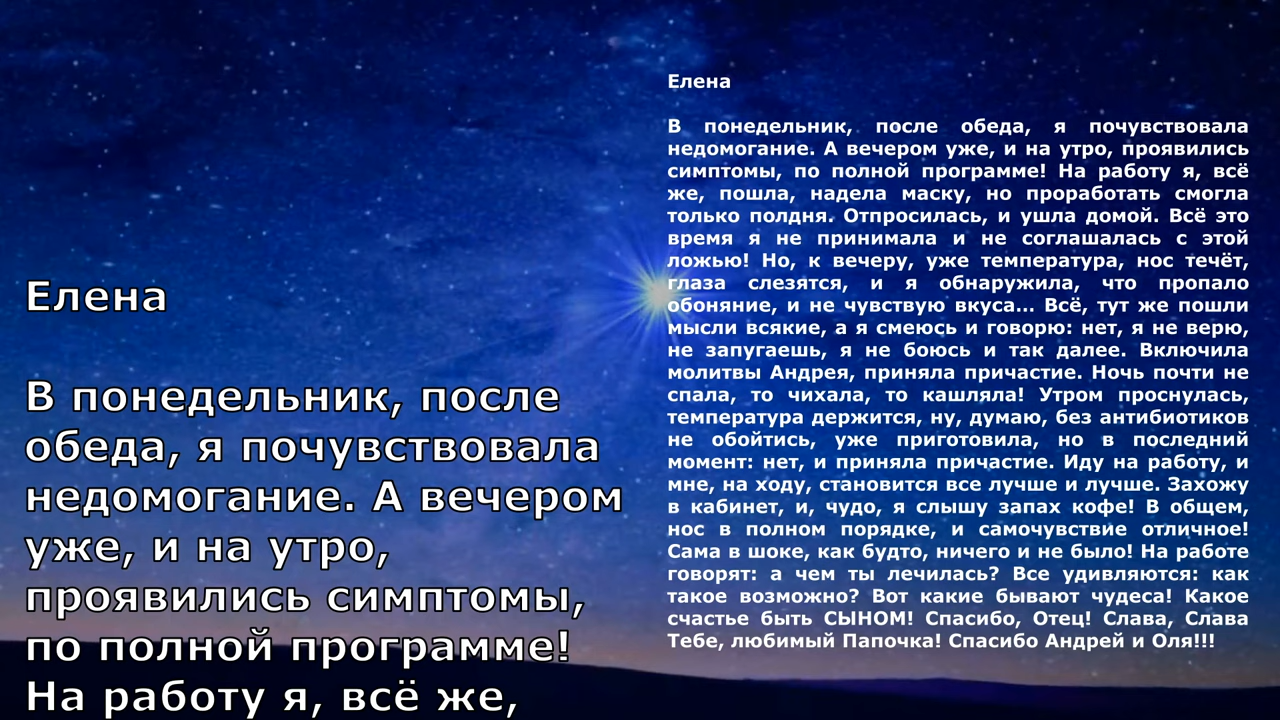 Елена
В понедельник, после
обеда, я почувствовала
недомогание. А вечером
уже, и на утро,
проявились симптомы,
по полной программе!
На работу я, всё же,
Елена
В понедельник, после обеда, я почувствовала
недомогание. А вечером уже, и на утро, проявились
симптомы, по полной программе! На работу я, всё
же, пошла, надела маску, но проработать смогла
только полдня. Отпросилась, и ушла домой. Всё это
время я не принимала и не соглашалась с этой
ложью! Но, к вечеру, уже температура, нос течёт,
глаза слезятся, и я обнаружила, что пропало
обоняние, и не чувствую вкуса... Всё, тут же пошли
мысли всякие, а я смеюсь и говорю: нет, я не верю,
не запугаешь, я не боюсь и так далее. Включила
молитвы Андрея, приняла причастие. Ночь почти не
спала, то чихала, то кашляла! Утром проснулась,
температура держится, ну, думаю, без антибиотиков
не обойтись, уже приготовила, но в последний
момент: нет, и приняла причастие. Иду на работу, и
мне, на ходу, становится все лучше и лучше. Захожу
в кабинет, и, чудо, я слышу запах кофе! В общем,
нос в полном порядке, и самочувствие отличное!
Сама в шоке, как будто, ничего и не было! На работе
говорят: а чем ты лечилась? Все удивляются: как
такое возможно? Вот какие бывают чудеса! Какое
счастье быть СЫНОМ! Спасибо, Отец! Слава, Слава
Тебе, любимый Папочка! Спасибо Андрей и Оля!!!